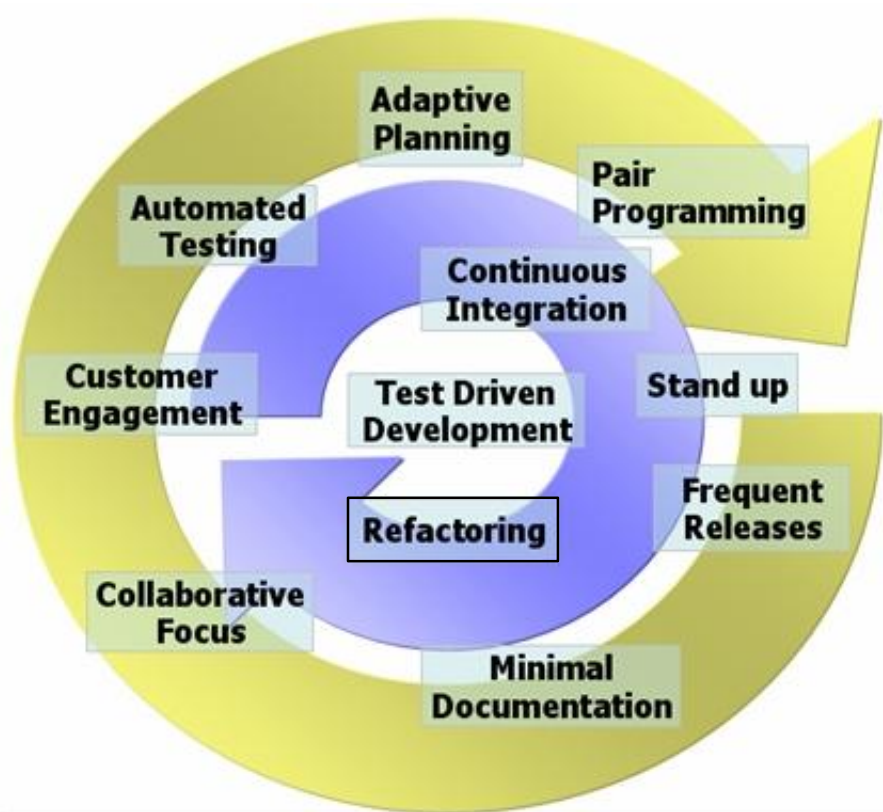 Adaptive
Planning
Pair
Programming
Automated
Testing
Continuous
Integration
Customer
Engagement
Test Driven
Development
Stand up
Frequent
Releases
Refactoring
Collaborative
Focus
Minimal
Documentation